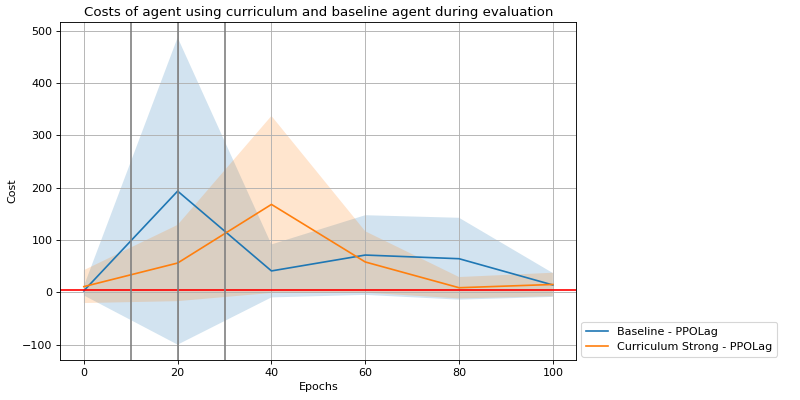 Costs of agent using curriculum and baseline agent during evaluation
500
400
300
200
100
0
−100
Cost
0 20 40 60 80 100
Epochs
Baseline - PPOLag
Curriculum Strong - PPOLag